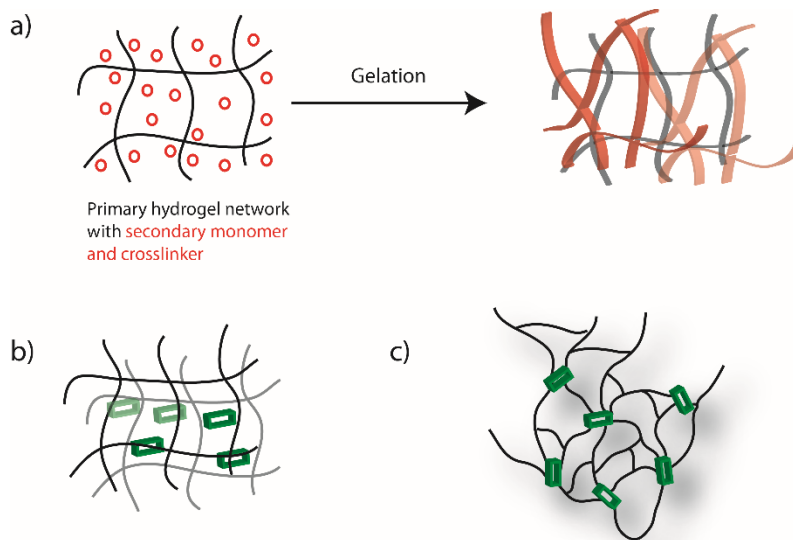 a)
Gelation
Primary hydrogel network
with secondary monomer
and crosslinker
b)
c)